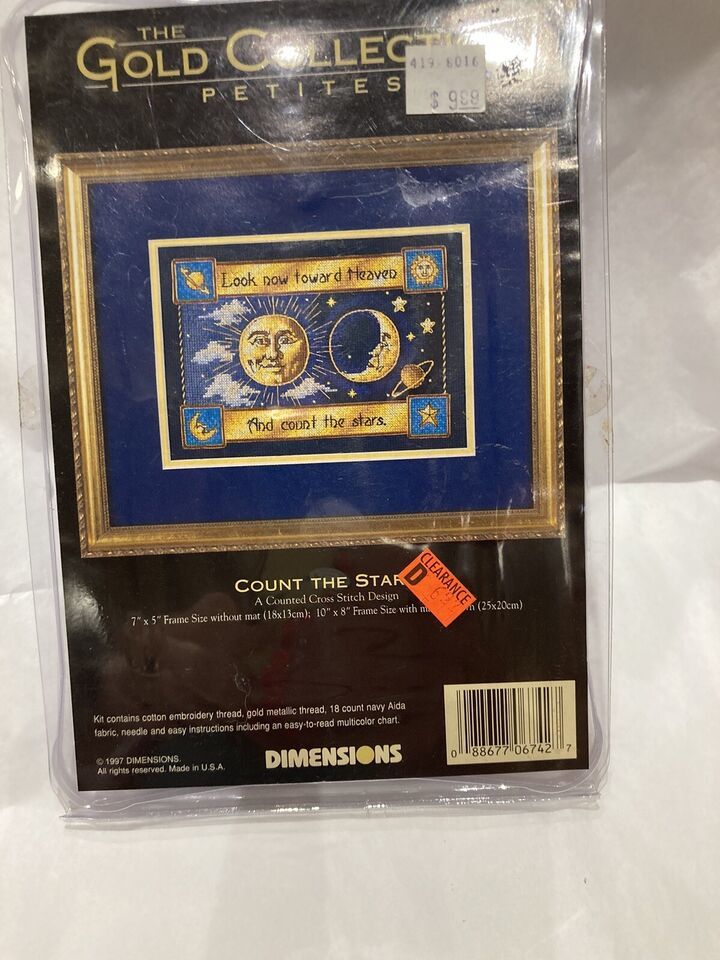 THE
GOLD COLLECT
PETITES
419-8016
$ 9.99
Look now toward Heaven
And count the stars.
COUNT THE STAR
A Counted Cross Stitch Design
7" x 5" Frame Size without mat (18x13cm); 10" x 8" Frame Size with (25x20cm)
CLEARANCE
D
Kit contains cotton embroidery thread, gold metallic thread, 18 count navy Aida
fabric, needle and easy instructions including an easy-to-read multicolor chart.
© 1997 DIMENSIONS.
All rights reserved. Made in U.S.A.
DIMENSIONS
0 88677 06742 7